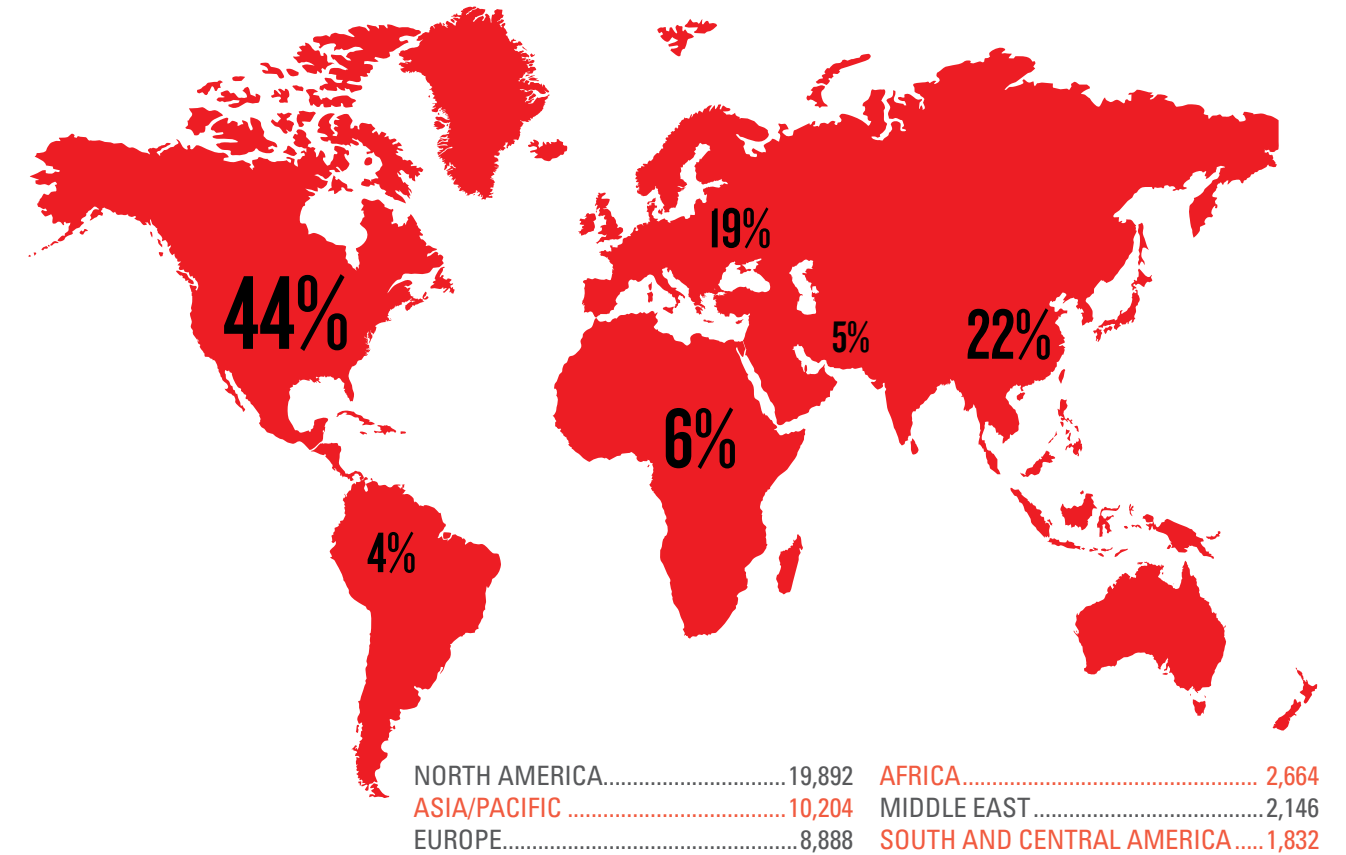 19%
44%
5%
22%
6%
4%
NORTH AMERICA..............................19,892
ASIA/PACIFIC .....................................10,204
EUROPE.................................................8,888
AFRICA................................................. 2,664
MIDDLE EAST.......................................2,146
SOUTH AND CENTRAL AMERICA.....1,832